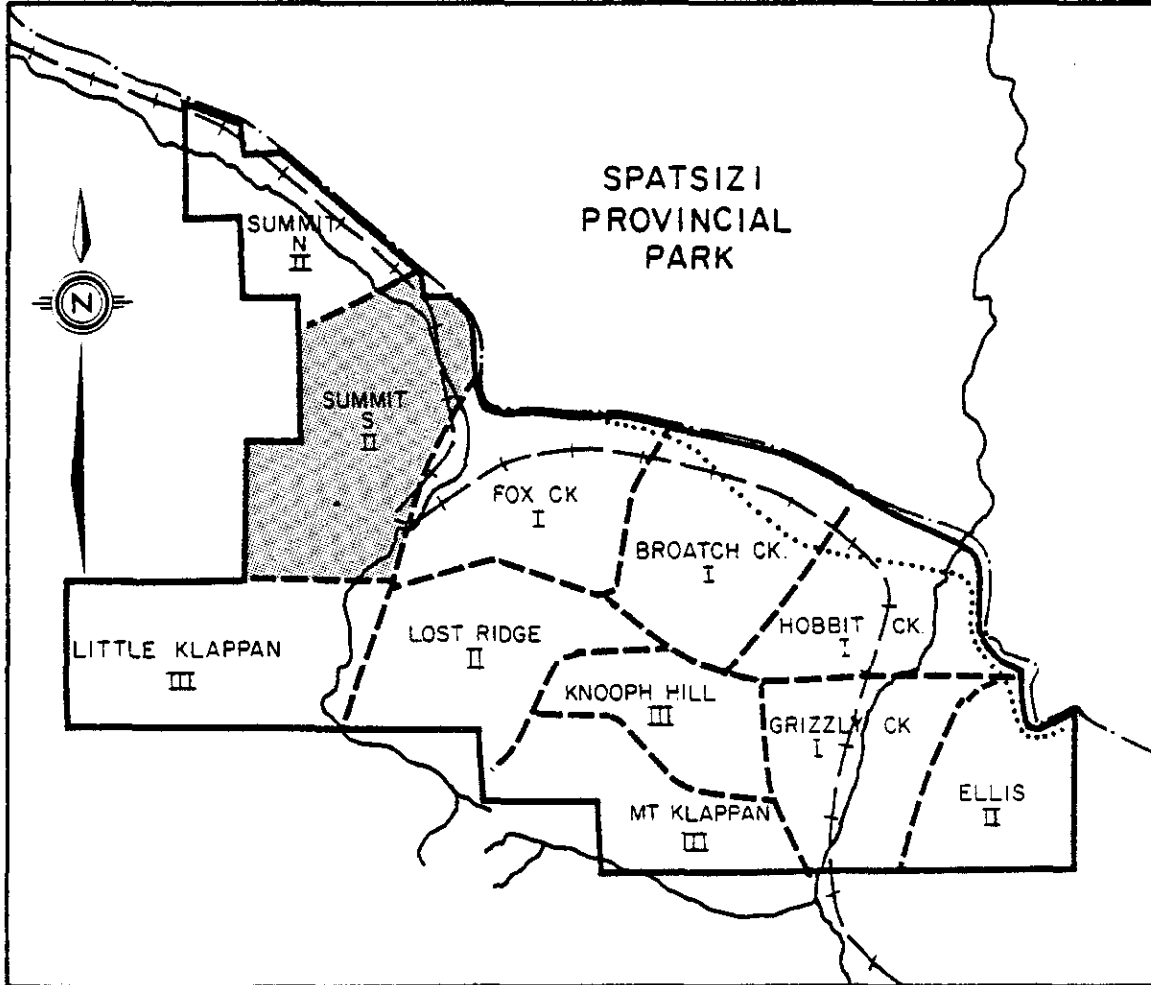 SPATSIZI
PROVINCIAL
PARK
SUMMIT
N
II
N
SUMMIT
S
II
FOX CK
I
BROATCH CK.
I
HOBBIT CK.
I
LITTLE KLAPPAN
III
LOST RIDGE
II
KNOOPH HILL
III
GRIZZLY CK
I
ELLIS
II
MT KLAPPAN
III